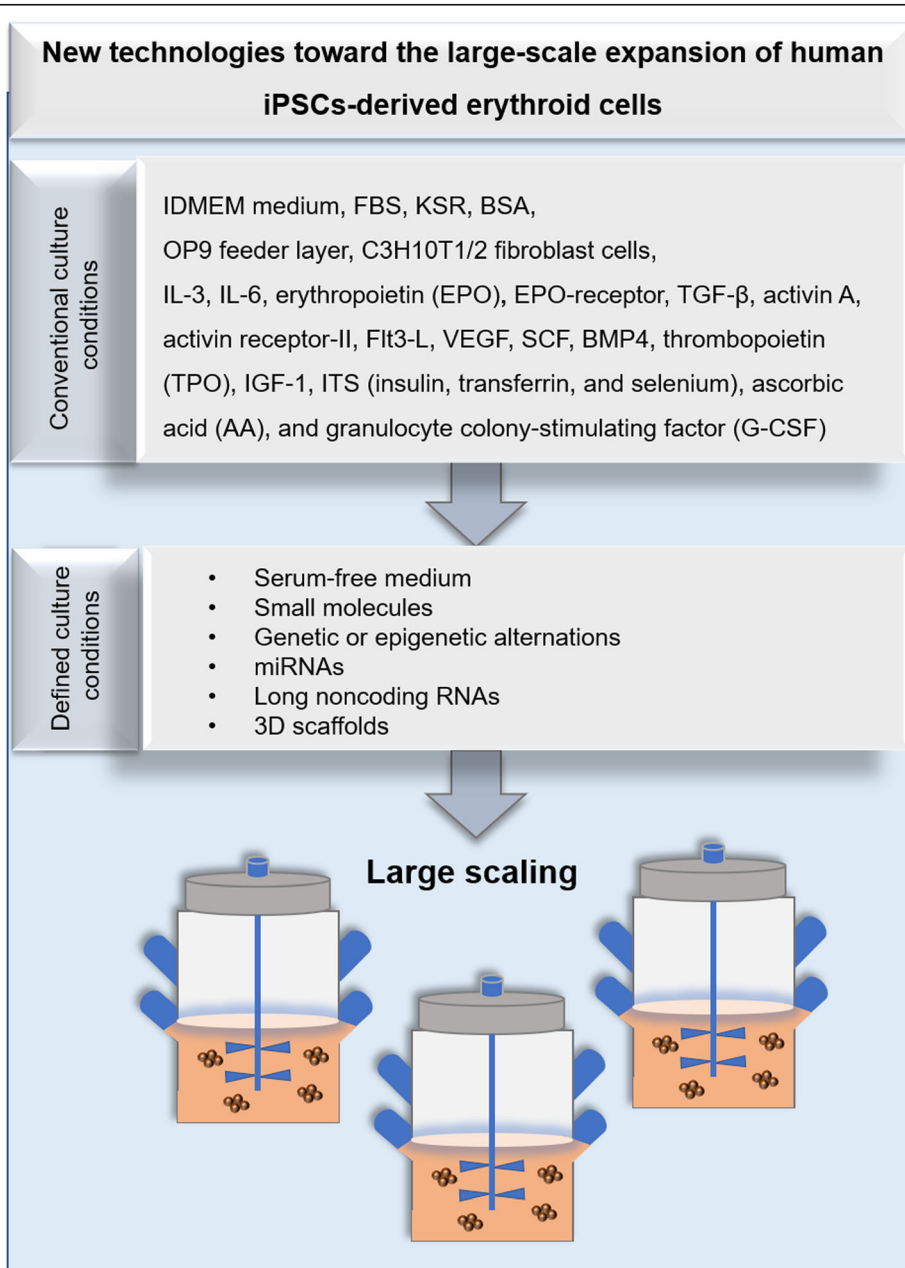 New technologies toward the large-scale expansion of human
iPSCs-derived erythroid cells
Conventional culture
conditions
IDMEM medium, FBS, KSR, BSA,
OP9 feeder layer, C3H10T1/2 fibroblast cells,
IL-3, IL-6, erythropoietin (EPO), EPO-receptor, TGF-β, activin A,
activin receptor-II, Flt3-L, VEGF, SCF, BMP4, thrombopoietin
(TPO), IGF-1, ITS (insulin, transferrin, and selenium), ascorbic
acid (AA), and granulocyte colony-stimulating factor (G-CSF)
Defined culture
conditions
• Serum-free medium
• Small molecules
• Genetic or epigenetic alternations
• miRNAs
• Long noncoding RNAs
• 3D scaffolds
Large scaling